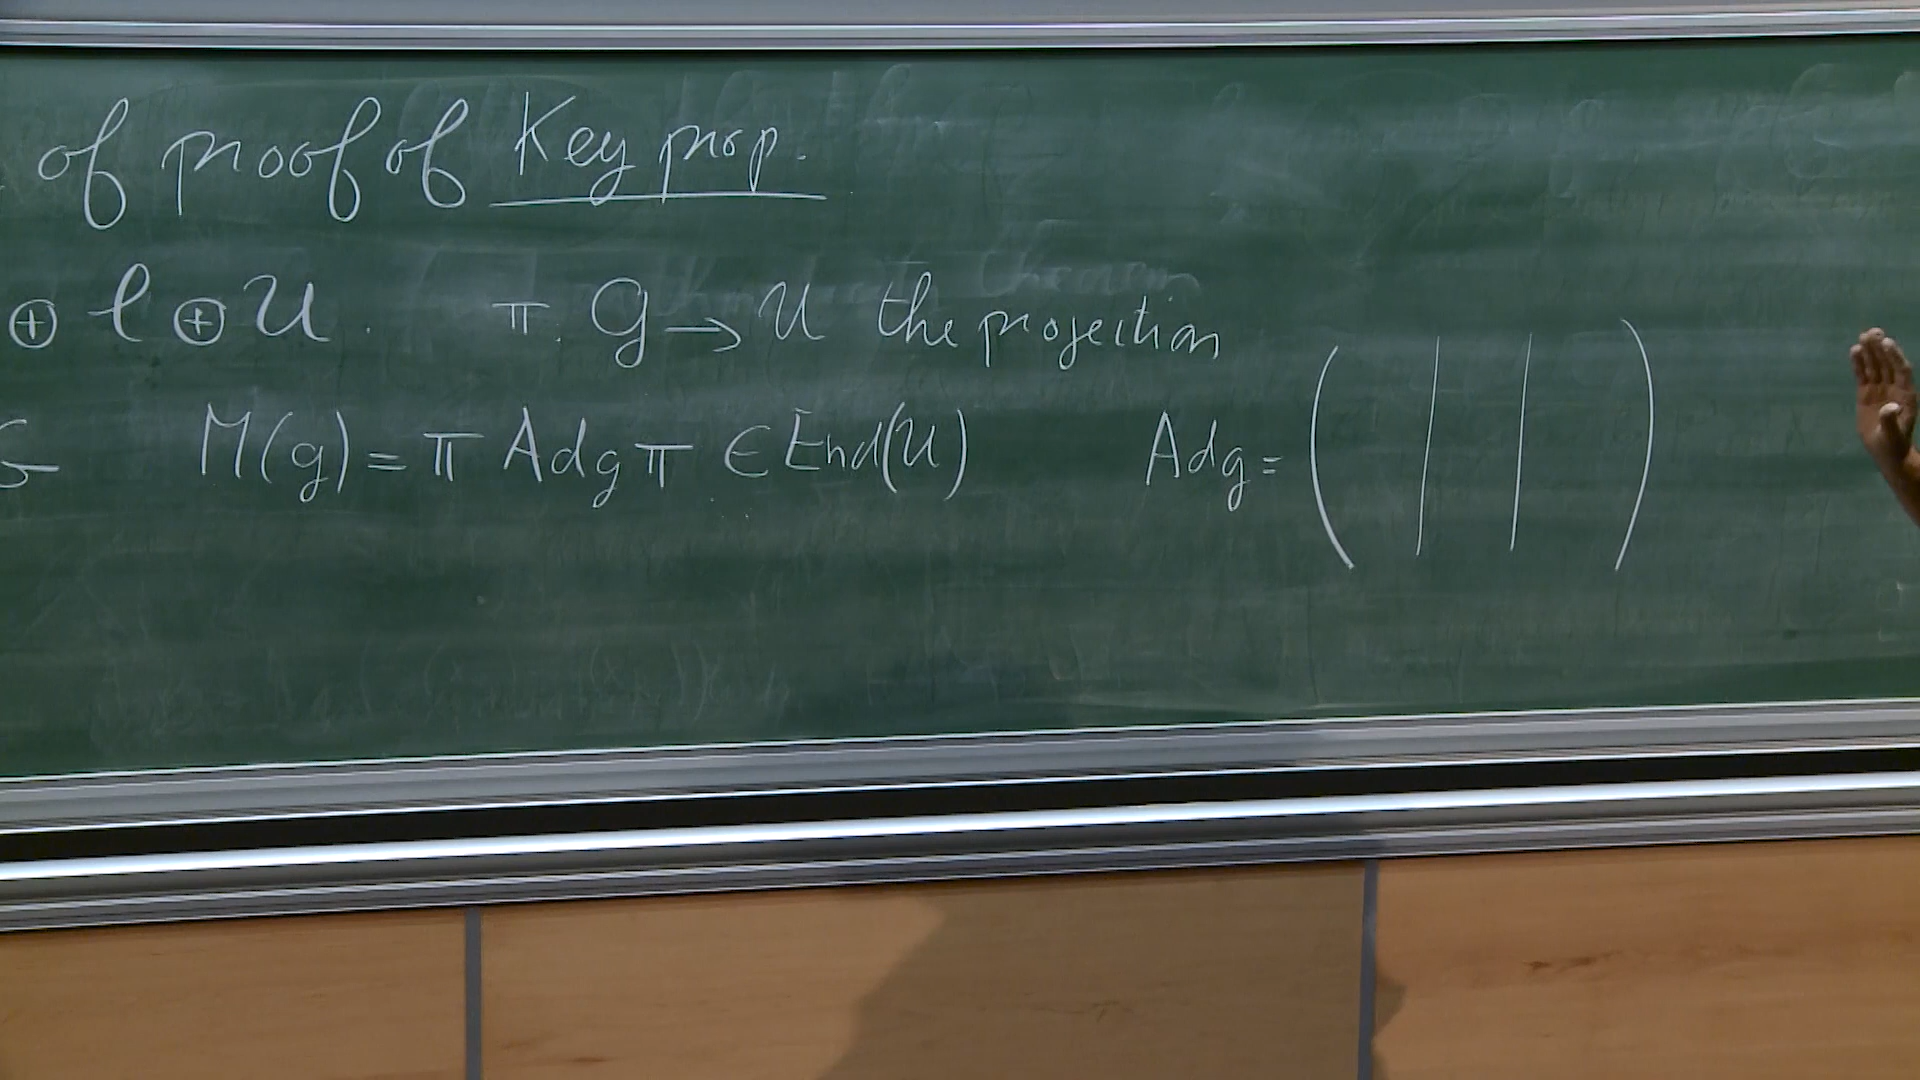 of proof of Key prop.
⊕ l ⊕ U. π: G → U the projection
G M(g) = π Adg π ∈ End(U) Adg = ( | | )